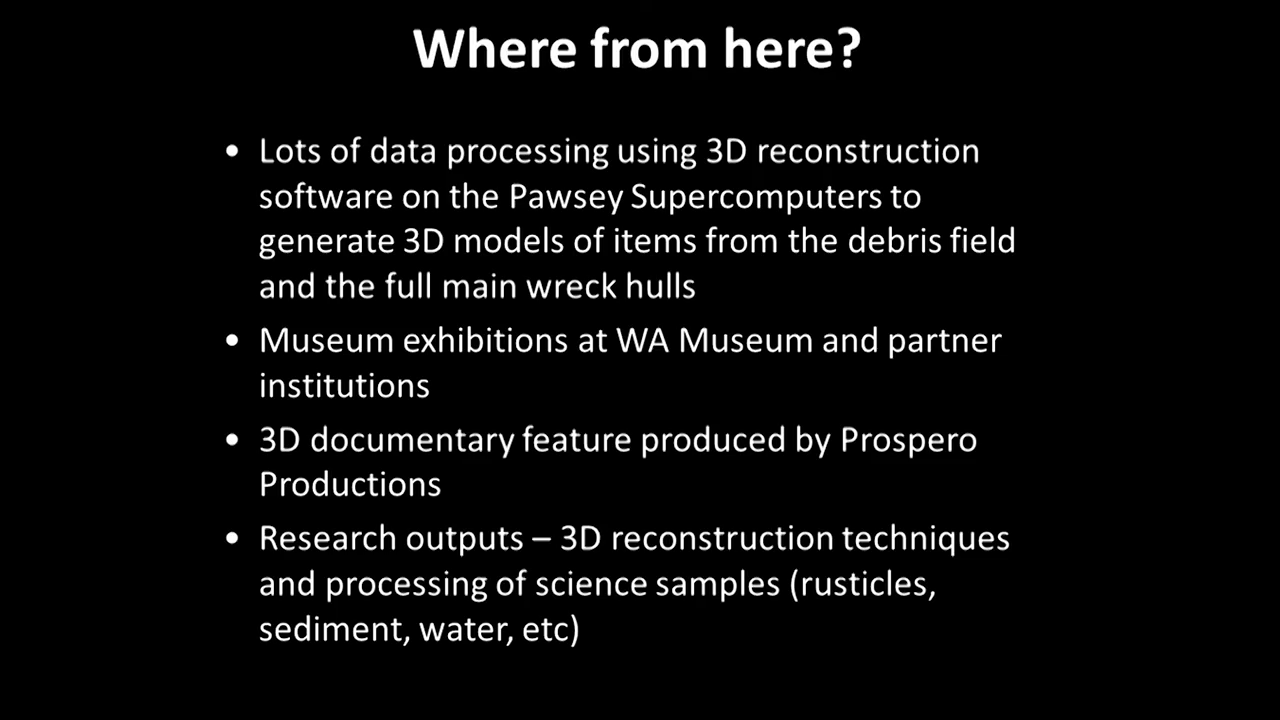 Where from here?
• Lots of data processing using 3D reconstruction
software on the Pawsey Supercomputers to
generate 3D models of items from the debris field
and the full main wreck hulls
• Museum exhibitions at WA Museum and partner
institutions
• 3D documentary feature produced by Prospero
Productions
• Research outputs – 3D reconstruction techniques
and processing of science samples (rusticles,
sediment, water, etc)